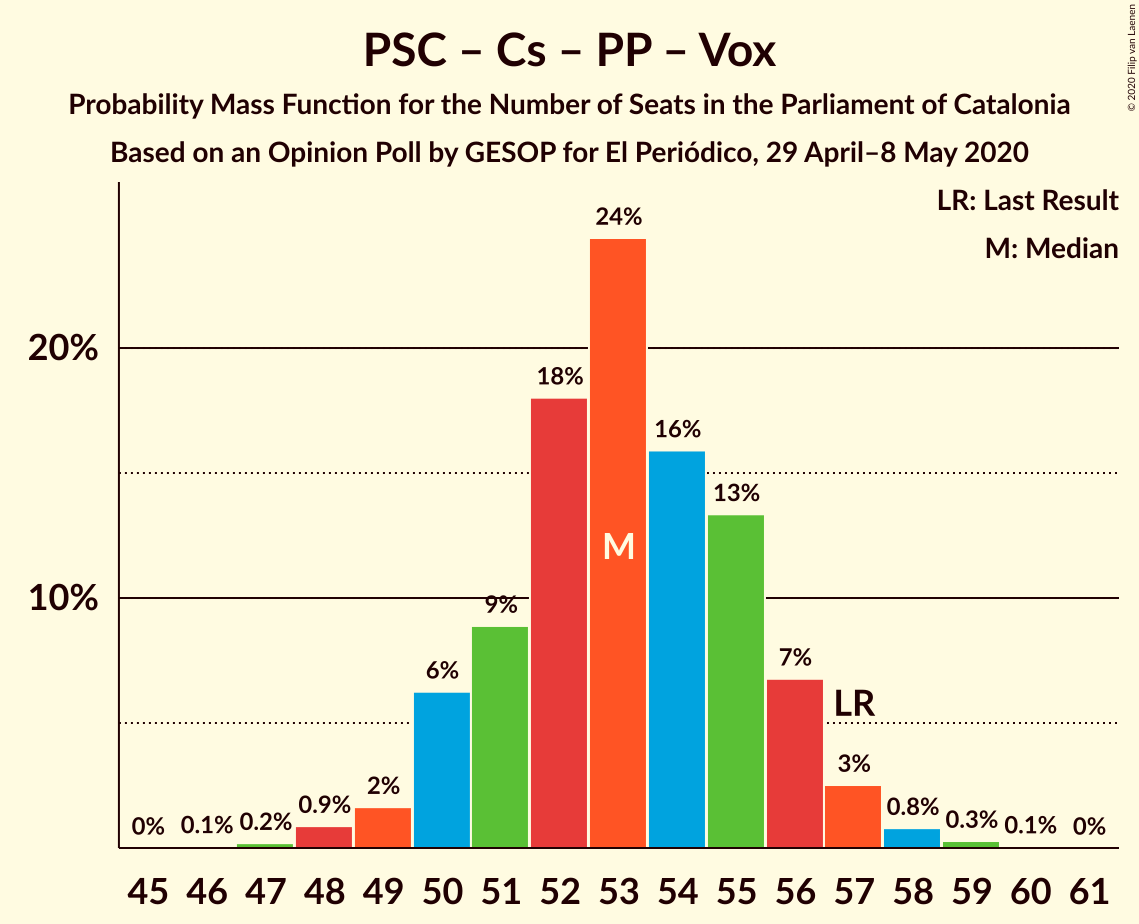 PSC – Cs – PP – Vox
Probability Mass Function for the Number of Seats in the Parliament of Catalonia
Based on an Opinion Poll by GESOP for El Periódico, 29 April–8 May 2020
© 2020 Filip van Laenen
LR: Last Result
M: Median
24%
20%
18%
16%
13%
M
10%
9%
6%
7%
LR
3%
2%
0% 0.1% 0.2% 0.9% 0.8% 0.3% 0.1% 0%
45 46 47 48 49 50 51 52 53 54 55 56 57 58 59 60 61